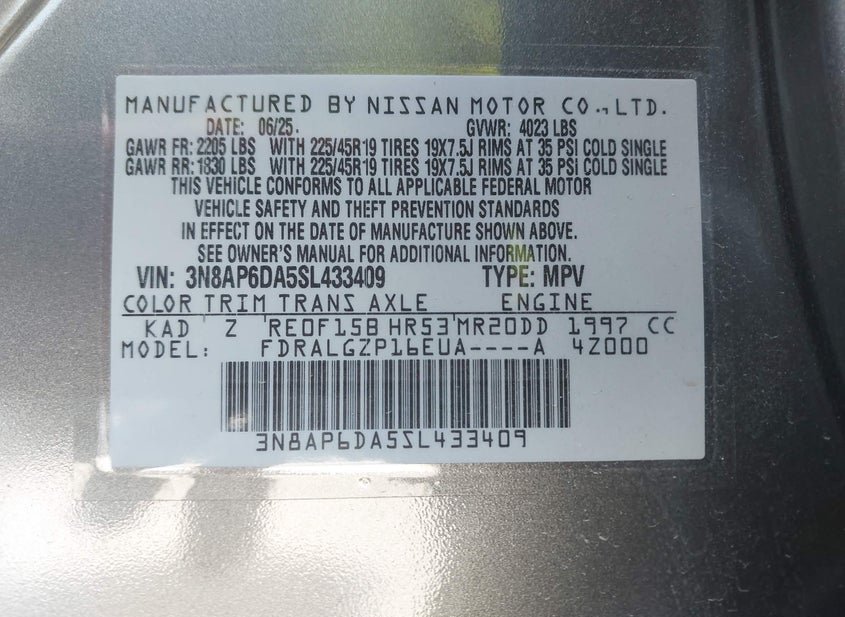 MANUFACTURED BY NISSAN MOTOR CO.,LTD.
DATE: 06/25. GVWR: 4023 LBS
GAWR FR: 2205 LBS WITH 225/45R19 TIRES 19X7.5J RIMS AT 35 PSI COLD SINGLE
GAWR RR: 1830 LBS WITH 225/45R19 TIRES 19X7.5J RIMS AT 35 PSI COLD SINGLE
THIS VEHICLE CONFORMS TO ALL APPLICABLE FEDERAL MOTOR
VEHICLE SAFETY AND THEFT PREVENTION STANDARDS
IN EFFECT ON THE DATE OF MANUFACTURE SHOWN ABOVE.
SEE OWNER'S MANUAL FOR ADDITIONAL INFORMATION.
VIN: 3N8AP6DA5SL433409 TYPE: MPV
COLOR TRIM TRANS AXLE ENGINE
KAD Z RE0F15B HR53 MR20DD 1997 CC
MODEL: FDRALGZP16EUA----A 4Z000
3N8AP6DA5SL433409